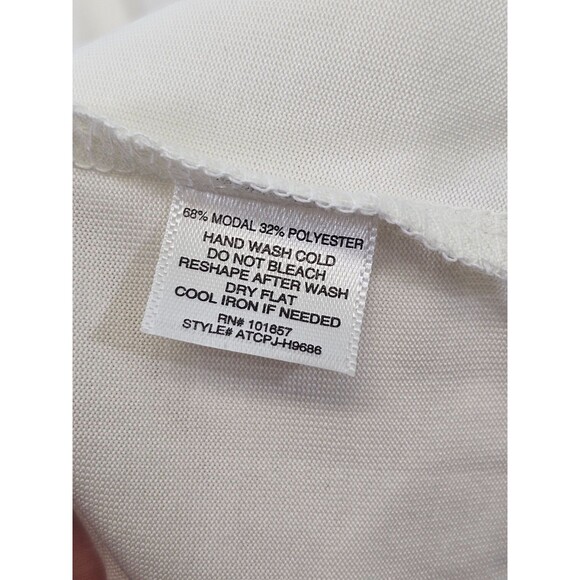 68% MODAL 32% POLYESTER
HAND WASH COLD
DO NOT BLEACH
RESHAPE AFTER WASH
DRY FLAT
COOL IRON IF NEEDED
RN# 101657
STYLE# ATCPJ-H9686